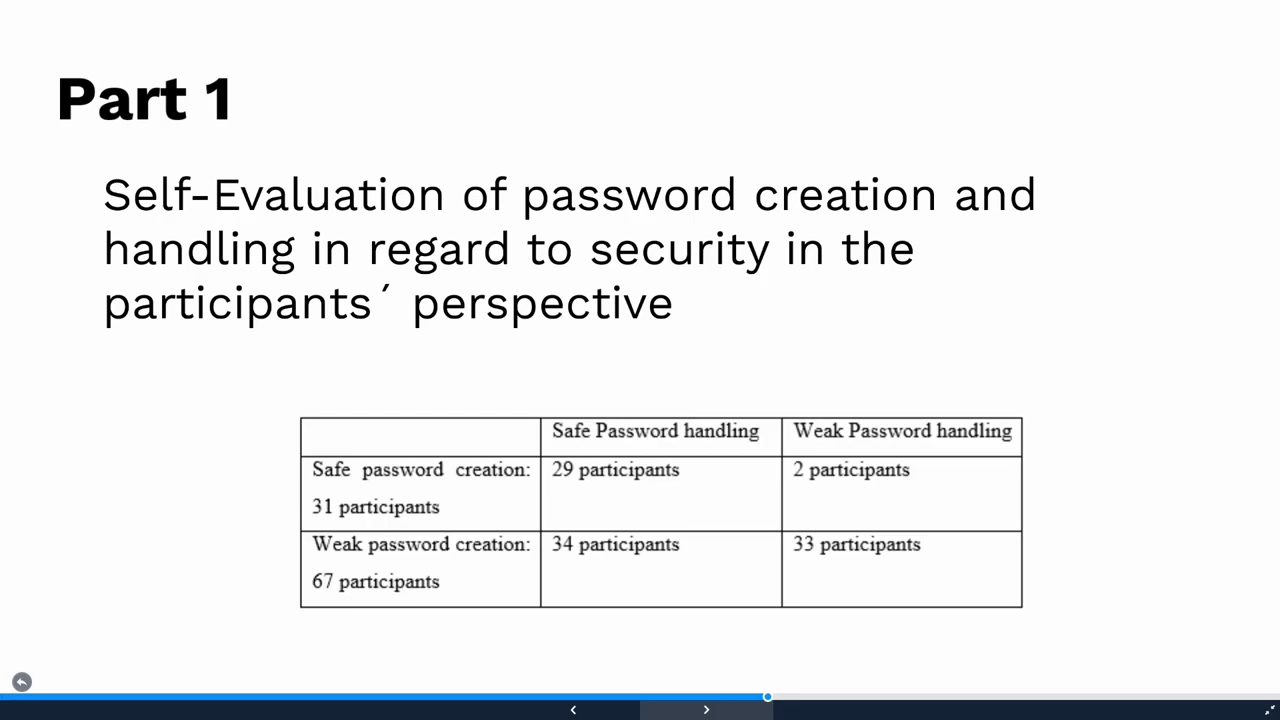 Part 1
Self-Evaluation of password creation and
handling in regard to security in the
participants´ perspective
Safe Password handling
Weak Password handling
Safe password creation:
31 participants
29 participants
2 participants
Weak password creation:
67 participants
34 participants
33 participants